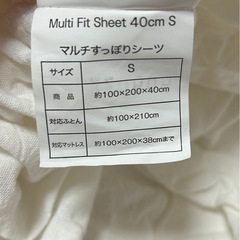 Multi Fit Sheet 40cm S
マルチすっぽりシーツ
サイズ S
商品 約100×200×40cm
対応ふとん 約100×210cm
対応マットレス 約100×200×38cmまで